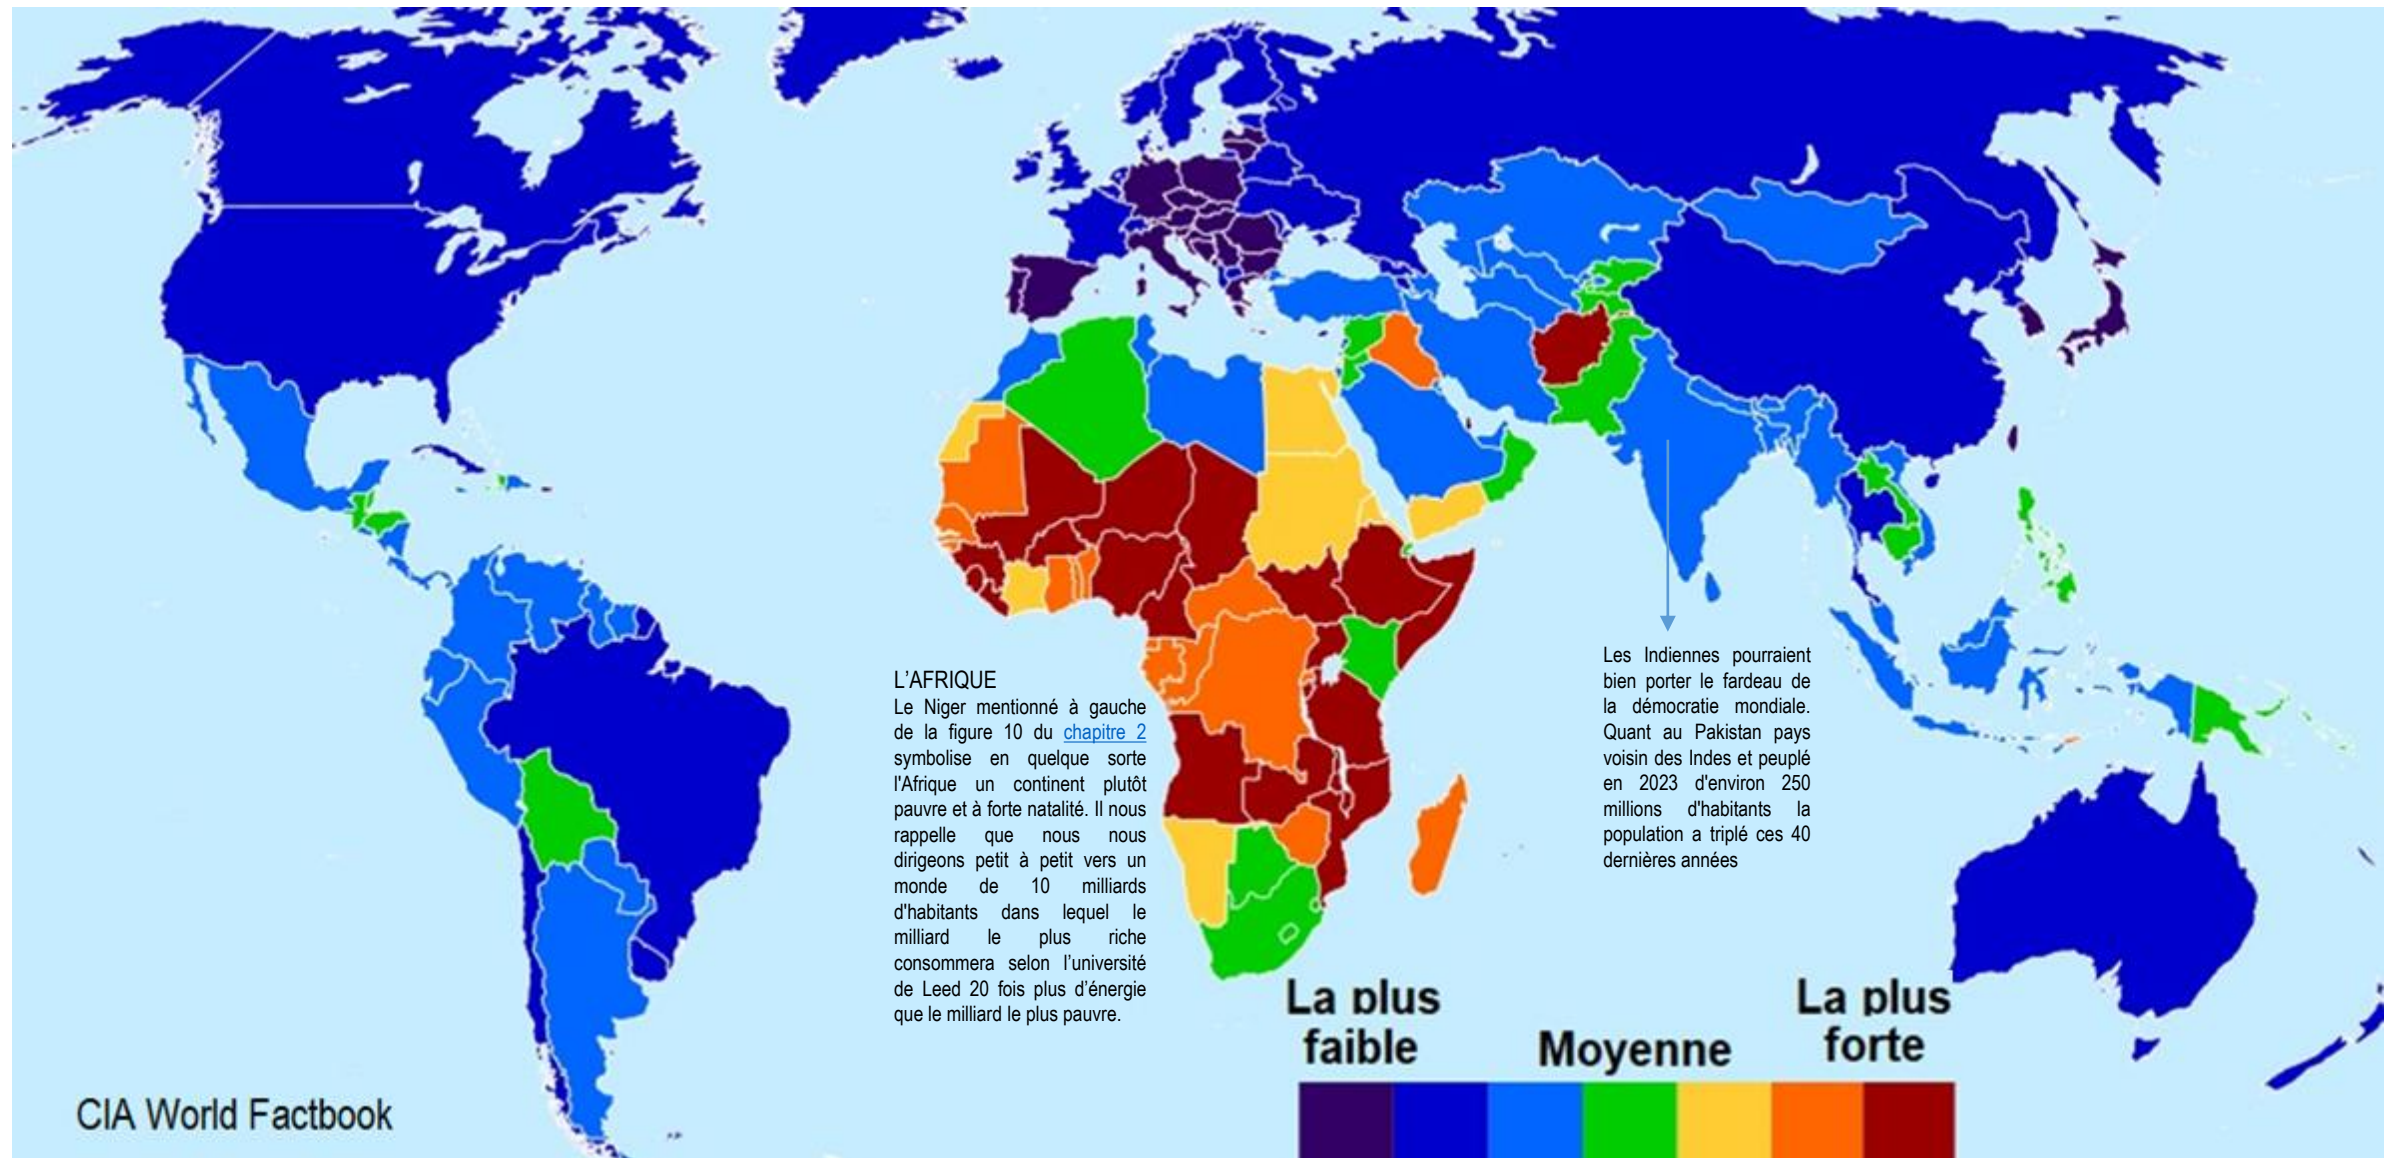 L'AFRIQUE
Le Niger mentionné à gauche
de la figure 10 du chapitre 2
symbolise en quelque sorte
l'Afrique un continent plutôt
pauvre et à forte natalité. Il nous
rappelle que nous nous
dirigeons petit à petit vers un
monde de 10 milliards
d'habitants dans lequel le
milliard le plus riche
consommera selon l’université
de Leed 20 fois plus d’énergie
que le milliard le plus pauvre.
Les Indiennes pourraient
bien porter le fardeau de
la démocratie mondiale.
Quant au Pakistan pays
voisin des Indes et peuplé
en 2023 d'environ 250
millions d'habitants la
population a triplé ces 40
dernières années
La plus
faible
Moyenne
La plus
forte
CIA World Factbook